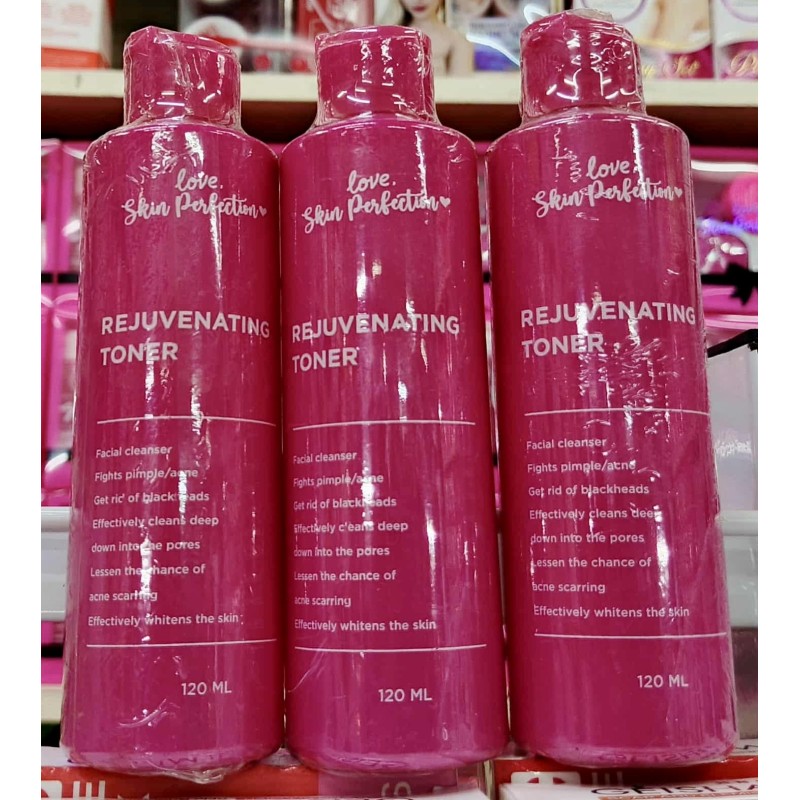 love,
Skin Perfection
REJUVENATING
TONER
Facial cleanser
Fights pimple/acne
Get rid of blackheads
Effectively cleans deep
down into the pores
Lessen the chance of
acne scarring
Effectively whitens the skin
120 ML
love,
Skin Perfection
REJUVENATING
TONER
Facial cleanser
Fights pimple/acne
Get rid of blackheads
Effectively cleans deep
down into the pores
Lessen the chance of
acne scarring
Effectively whitens the skin
120 ML
love,
Skin Perfection
REJUVENATING
TONER
Facial cleanser
Fights pimple/acne
Get rid of blackheads
Effectively cleans deep
down into the pores
Lessen the chance of
acne scarring
Effectively whitens the skin
120 ML